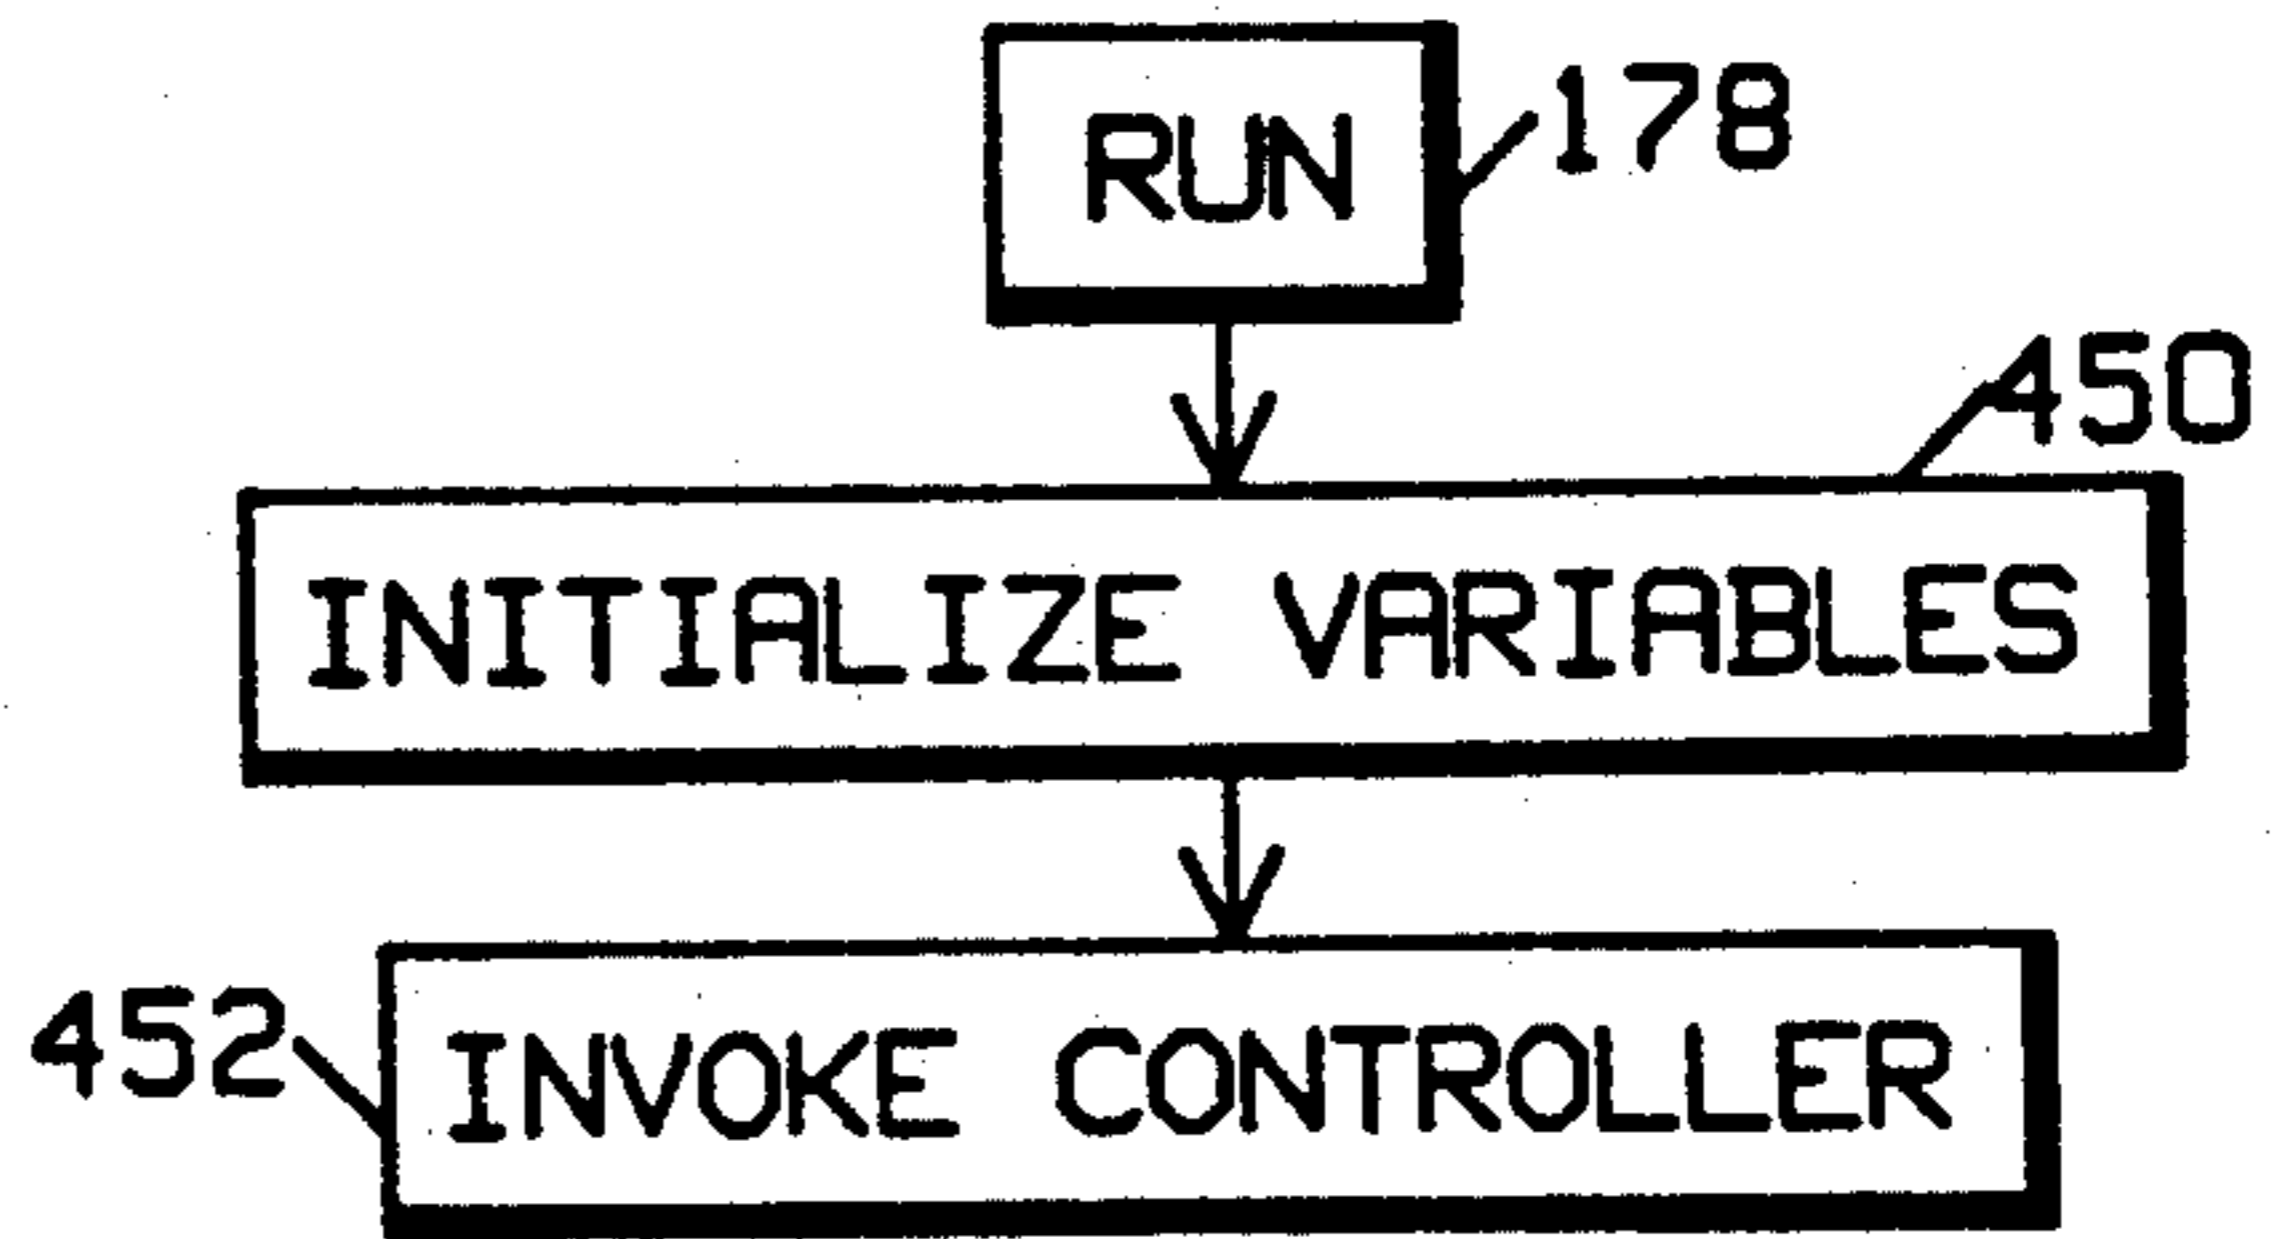 RUN
178
450
INITIALIZE VARIABLES
452
INVOKE CONTROLLER